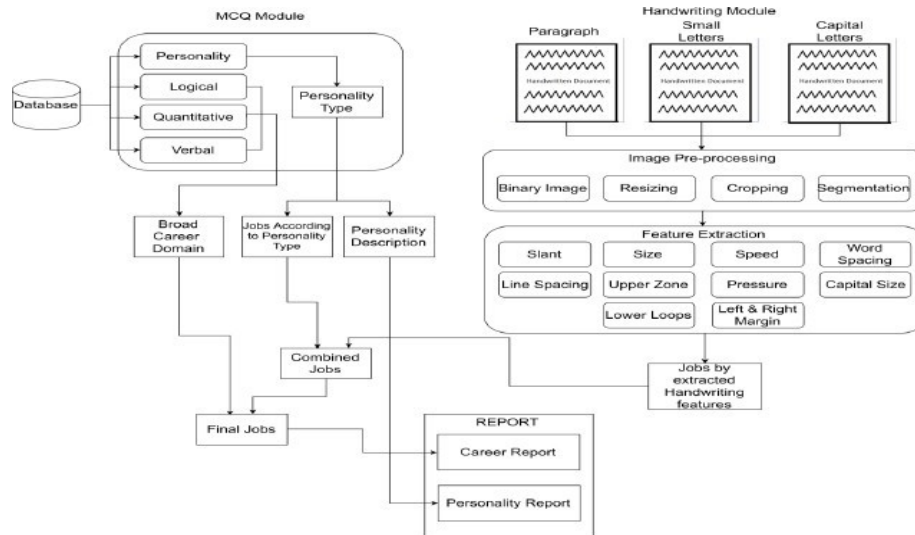 MCQ Module
Database
Personality
Logical
Quantitative
Verbal
Personality
Type
Broad
Career
Domain
Jobs According
to Personality
Type
Personality
Description
Combined
Jobs
Final Jobs
Handwriting Module
Paragraph
Small
Letters
Capital
Letters
Handwritten Document
Handwritten Document
Handwritten Document
Image Pre-processing
Binary Image
Resizing
Cropping
Segmentation
Feature Extraction
Slant
Size
Speed
Word
Spacing
Line Spacing
Upper Zone
Pressure
Capital Size
Lower Loops
Left & Right
Margin
Jobs by
extracted
Handwriting
features
REPORT
Career Report
Personality Report